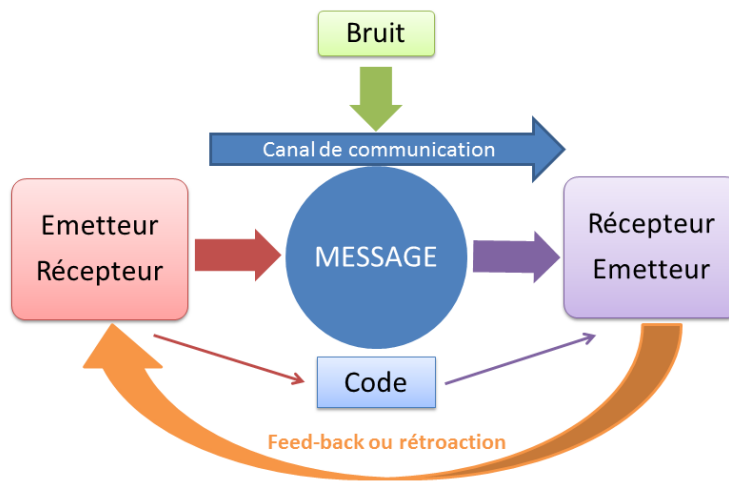 Bruit
Canal de communication
Emetteur
Récepteur
MESSAGE
Récepteur
Emetteur
Code
Feed-back ou rétroaction